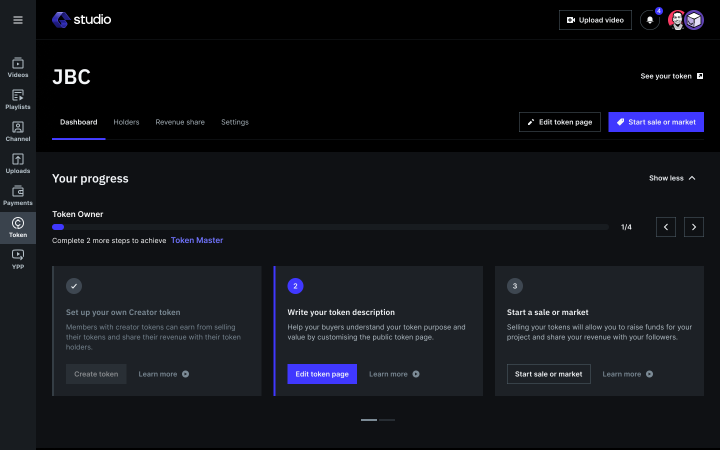 studio
Upload video
4
JBC
See your token
Videos
Playlists
Channel
Uploads
Payments
Token
YPP
Dashboard
Holders
Revenue share
Settings
Edit token page
Start sale or market
Your progress
Show less
Token Owner
1/4
Complete 2 more steps to achieve Token Master
Set up your own Creator token
Members with creator tokens can earn from selling
their tokens and share their revenue with their token
holders.
Create token
Learn more
2
Write your token description
Help your buyers understand your token purpose and
value by customising the public token page.
Edit token page
Learn more
3
Start a sale or market
Selling your tokens will allow you to raise funds for your
project and share your revenue with your followers.
Start sale or market
Learn more